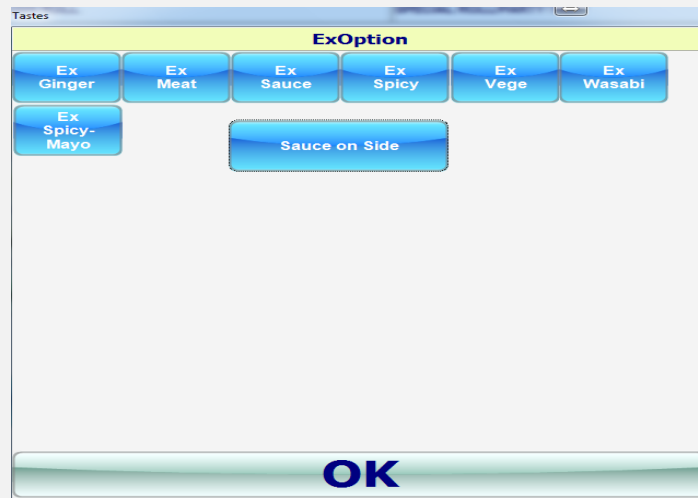 Tastes
ExOption
Ex
Ginger
Ex
Meat
Ex
Sauce
Ex
Spicy
Ex
Vege
Ex
Wasabi
Ex
Spicy-
Mayo
Sauce on Side
OK